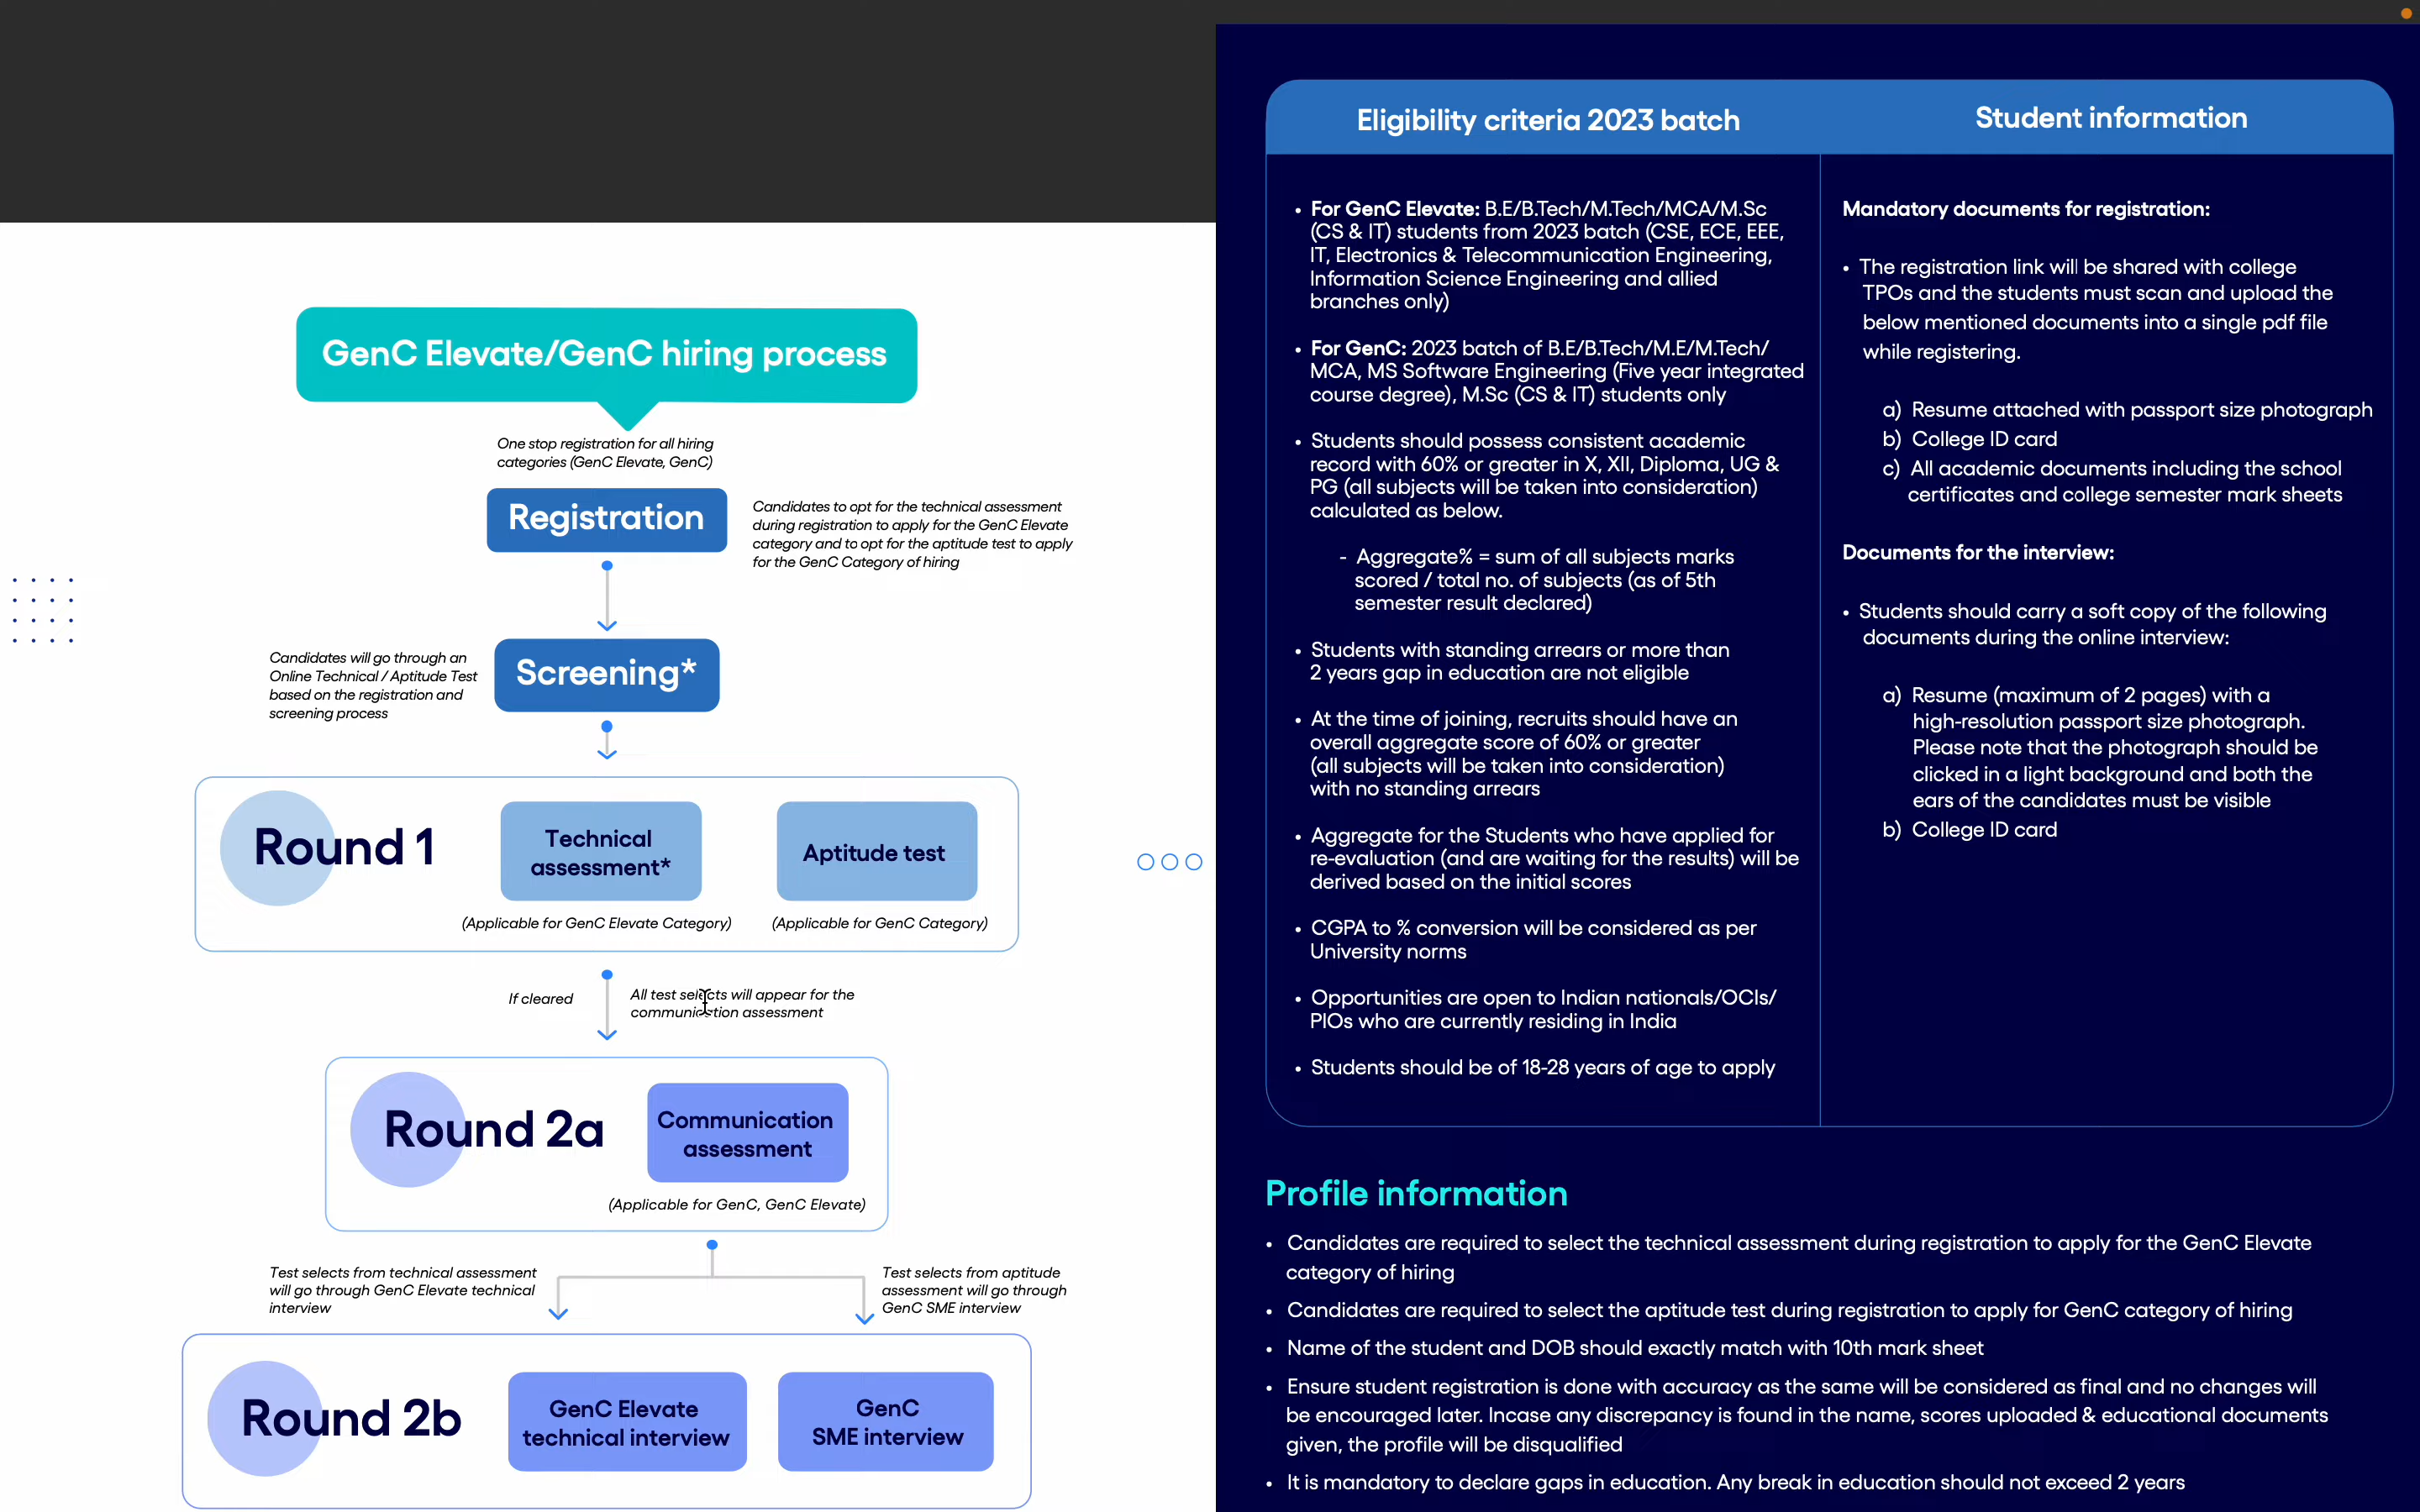 GenC Elevate/GenC hiring process
One stop registration for all hiring
categories (GenC Elevate, GenC)
Registration
Candidates to opt for the technical assessment
during registration to apply for the GenC Elevate
category and to opt for the aptitude test to apply
for the GenC Category of hiring
Screening*
Candidates will go through an
Online Technical / Aptitude Test
based on the registration and
screening process
Round 1
Technical
assessment*
(Applicable for GenC Elevate Category)
Aptitude test
(Applicable for GenC Category)
If cleared
All test selects will appear for the
communication assessment
Round 2a
Communication
assessment
(Applicable for GenC, GenC Elevate)
Test selects from technical assessment
will go through GenC Elevate technical
interview
Test selects from aptitude
assessment will go through
GenC SME interview
Round 2b
GenC Elevate
technical interview
GenC
SME interview
Eligibility criteria 2023 batch
• For GenC Elevate: B.E/B.Tech/M.Tech/MCA/M.Sc
(CS & IT) students from 2023 batch (CSE, ECE, EEE,
IT, Electronics & Telecommunication Engineering,
Information Science Engineering and allied
branches only)
• For GenC: 2023 batch of B.E/B.Tech/M.E/M.Tech/
MCA, MS Software Engineering (Five year integrated
course degree), M.Sc (CS & IT) students only
• Students should possess consistent academic
record with 60% or greater in X, XII, Diploma, UG &
PG (all subjects will be taken into consideration)
calculated as below.
- Aggregate% = sum of all subjects marks
scored / total no. of subjects (as of 5th
semester result declared)
• Students with standing arrears or more than
2 years gap in education are not eligible
• At the time of joining, recruits should have an
overall aggregate score of 60% or greater
(all subjects will be taken into consideration)
with no standing arrears
• Aggregate for the Students who have applied for
re-evaluation (and are waiting for the results) will be
derived based on the initial scores
• CGPA to % conversion will be considered as per
University norms
• Opportunities are open to Indian nationals/OCIs/
PIOs who are currently residing in India
• Students should be of 18-28 years of age to apply
Student information
Mandatory documents for registration:
• The registration link will be shared with college
TPOs and the students must scan and upload the
below mentioned documents into a single pdf file
while registering.
a) Resume attached with passport size photograph
b) College ID card
c) All academic documents including the school
certificates and college semester mark sheets
Documents for the interview:
• Students should carry a soft copy of the following
documents during the online interview:
a) Resume (maximum of 2 pages) with a
high-resolution passport size photograph.
Please note that the photograph should be
clicked in a light background and both the
ears of the candidates must be visible
b) College ID card
Profile information
• Candidates are required to select the technical assessment during registration to apply for the GenC Elevate
category of hiring
• Candidates are required to select the aptitude test during registration to apply for GenC category of hiring
• Name of the student and DOB should exactly match with 10th mark sheet
• Ensure student registration is done with accuracy as the same will be considered as final and no changes will
be encouraged later. Incase any discrepancy is found in the name, scores uploaded & educational documents
given, the profile will be disqualified
• It is mandatory to declare gaps in education. Any break in education should not exceed 2 years